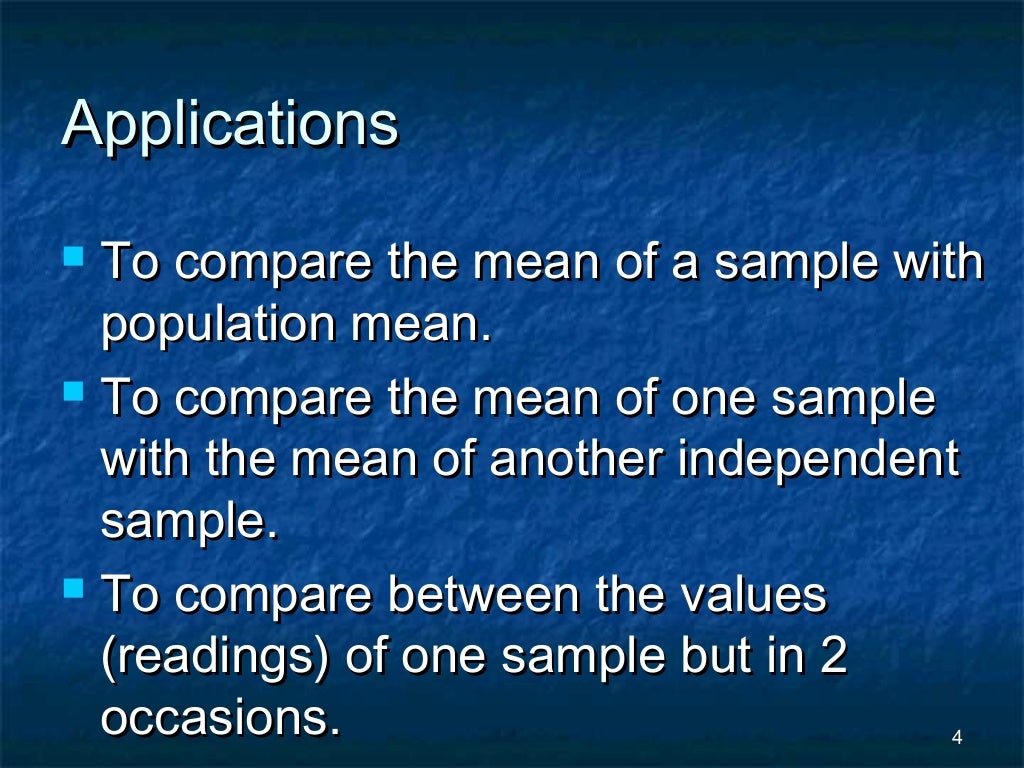 Applications
To compare the mean of a sample with
population mean.
To compare the mean of one sample
with the mean of another independent
sample.
To compare between the values
(readings) of one sample but in 2
occasions.
4